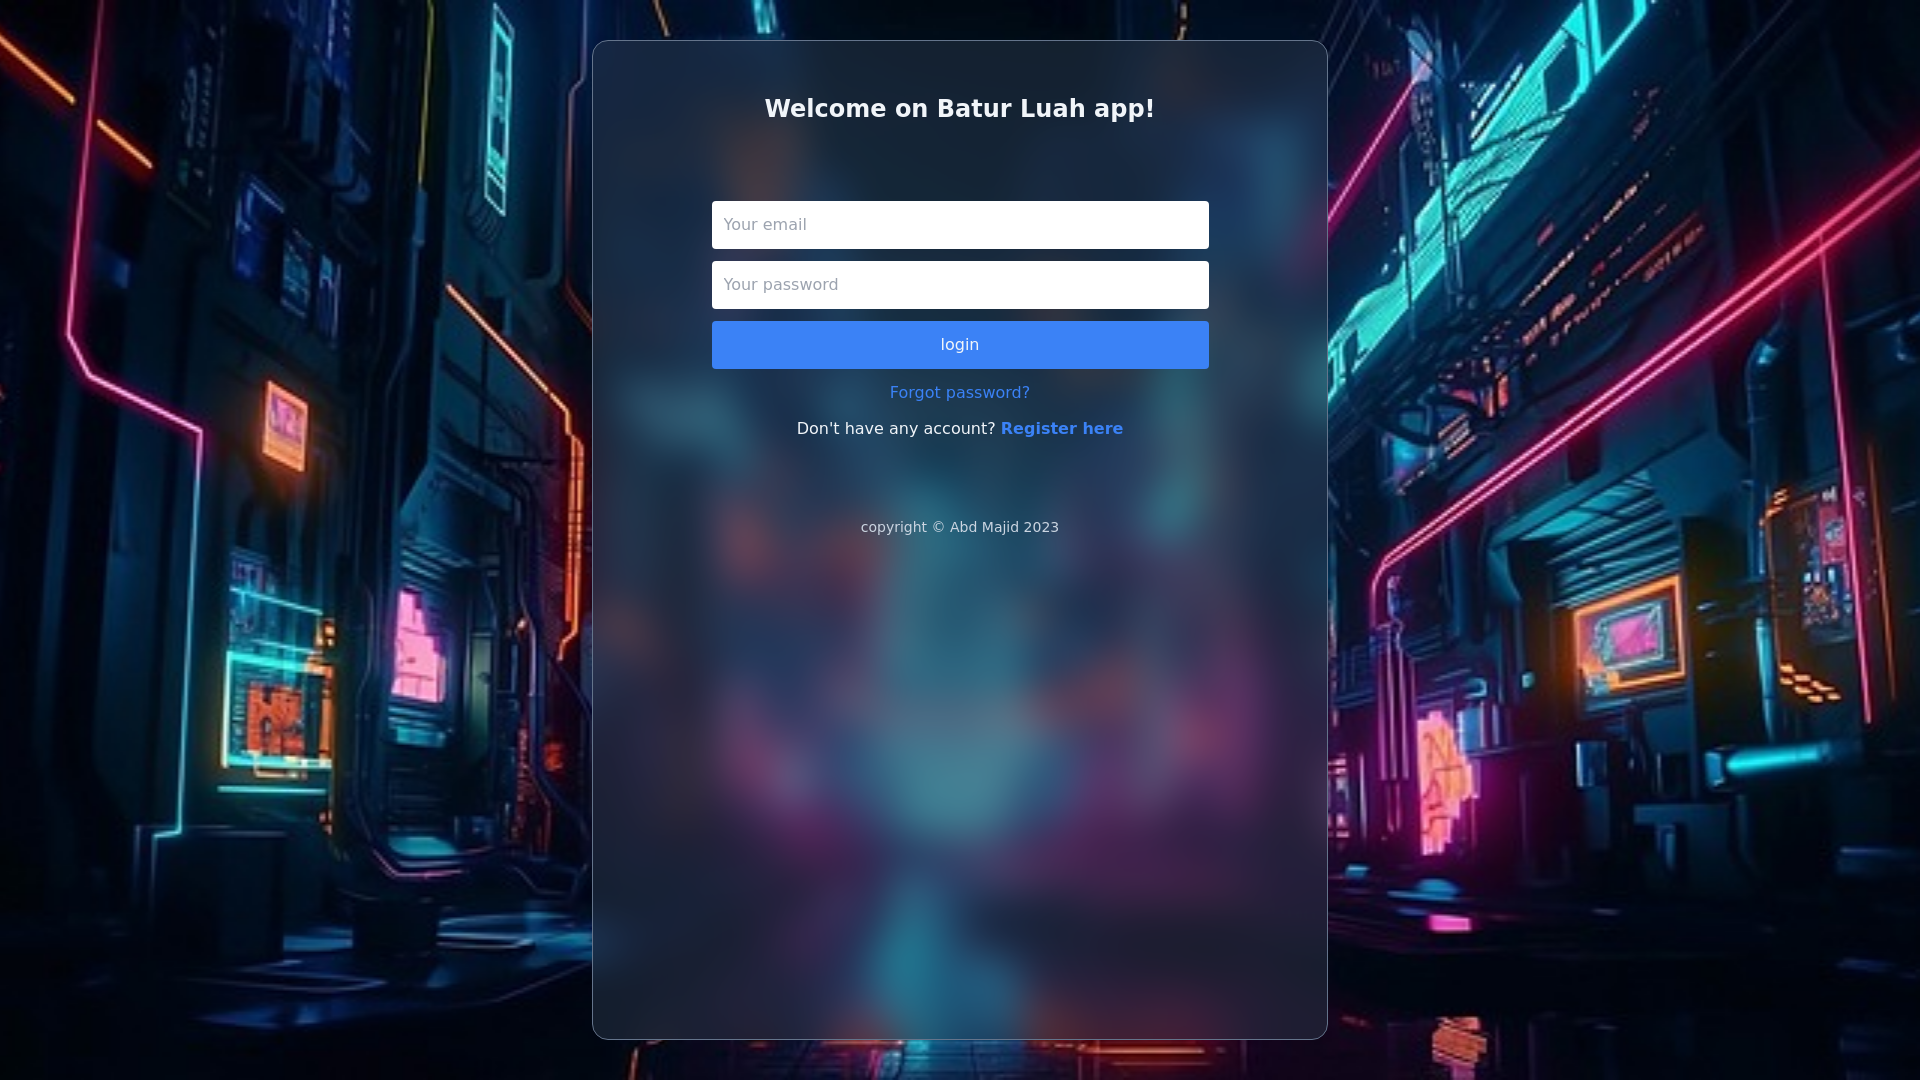 Welcome on Batur Luah app!
Your email
Your password
login
Forgot password?
Don't have any account? Register here
copyright © Abd Majid 2023